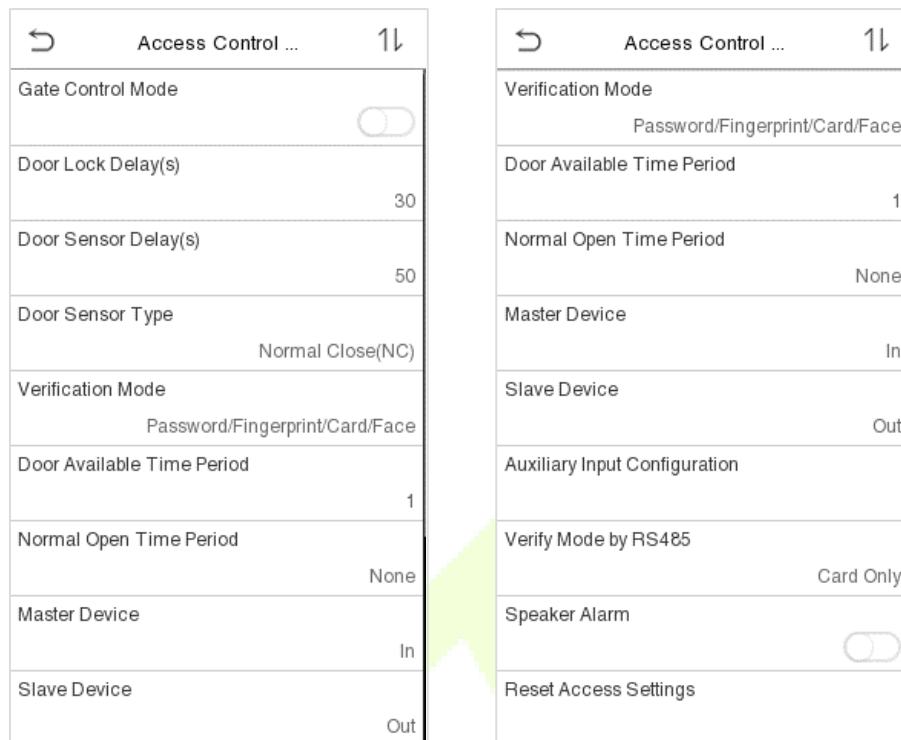 Access Control ...
Gate Control Mode
Door Lock Delay(s)
30
Door Sensor Delay(s)
50
Door Sensor Type
Normal Close(NC)
Verification Mode
Password/Fingerprint/Card/Face
Door Available Time Period
1
Normal Open Time Period
None
Master Device
In
Slave Device
Out
Access Control ...
Verification Mode
Password/Fingerprint/Card/Face
Door Available Time Period
1
Normal Open Time Period
None
Master Device
In
Slave Device
Out
Auxiliary Input Configuration
Verify Mode by RS485
Card Only
Speaker Alarm
Reset Access Settings